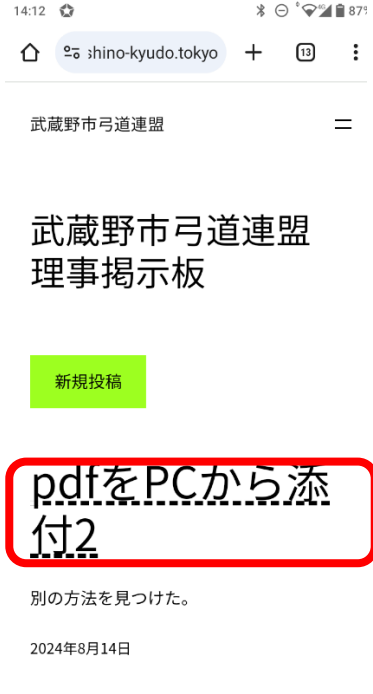 14:12 87%
shino-kyudo.tokyo 13
武蔵野市弓道連盟
武蔵野市弓道連盟
理事掲示板
新規投稿
pdfをPCから添
付2
別の方法を見つけた。
2024年8月14日